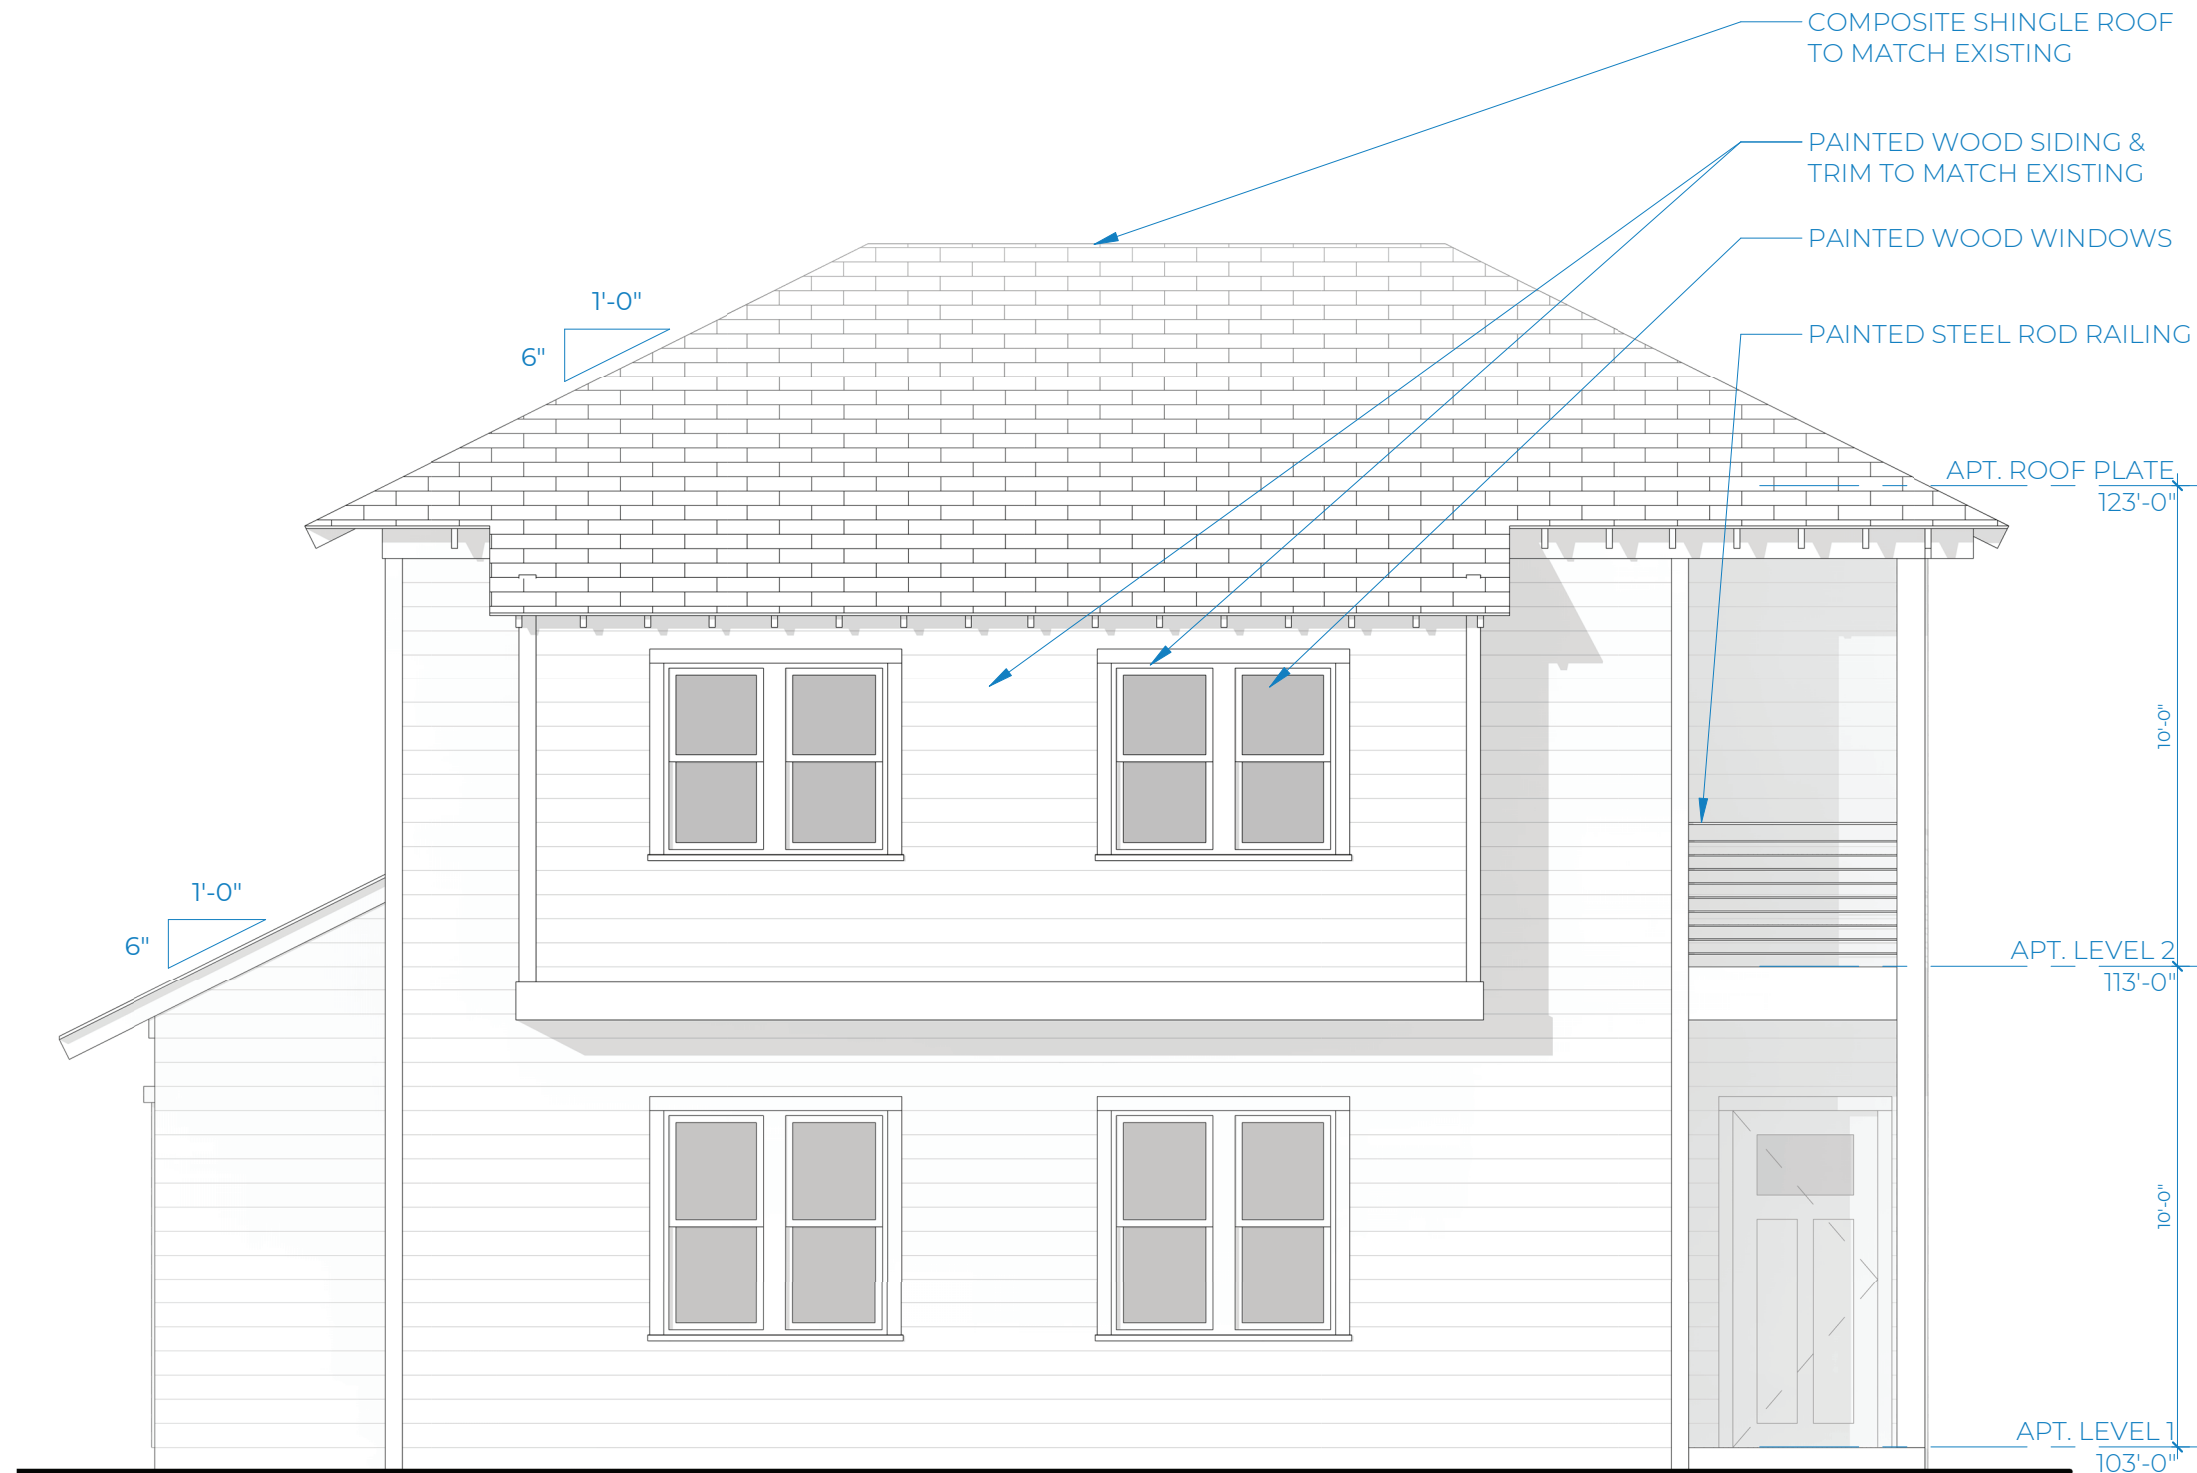 COMPOSITE SHINGLE ROOF
TO MATCH EXISTING
PAINTED WOOD SIDING &
TRIM TO MATCH EXISTING
PAINTED WOOD WINDOWS
1'-0"
6"
PAINTED STEEL ROD RAILING
APT. ROOF PLATE
123'-0"
10'-0"
1'-0"
6"
APT. LEVEL 2
113'-0"
10'-0"
APT. LEVEL 1
103'-0"